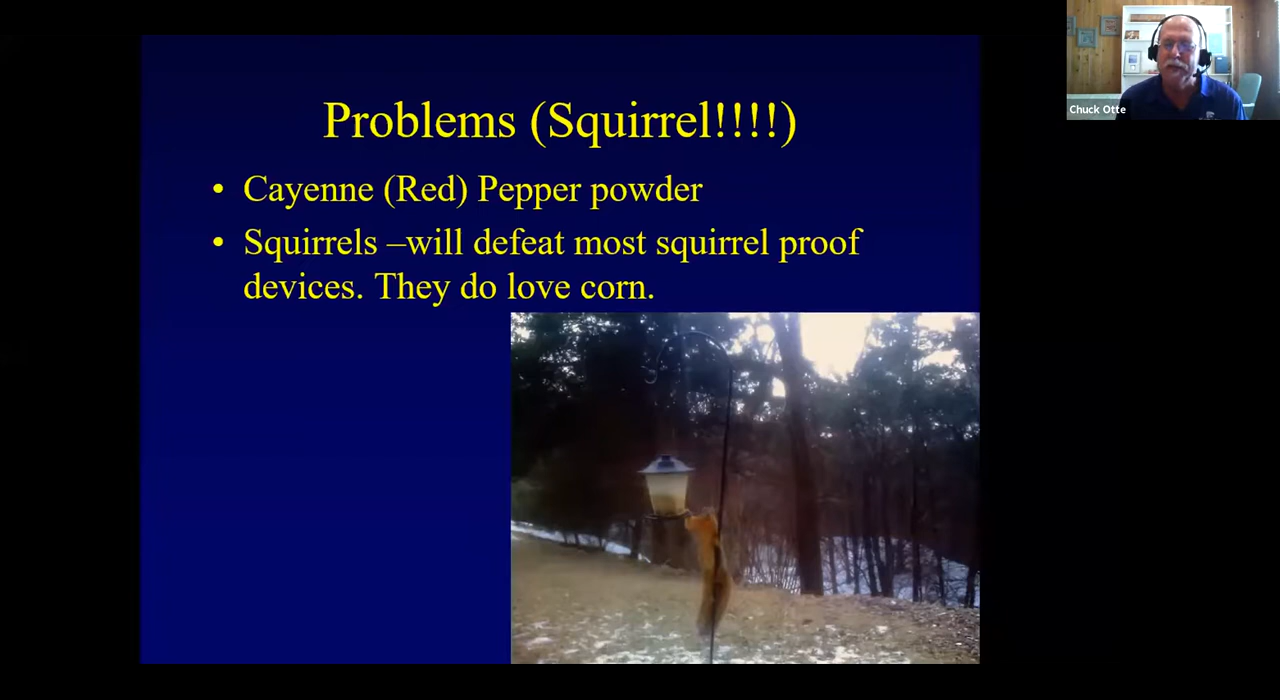 Problems (Squirrel!!!!)
• Cayenne (Red) Pepper powder
• Squirrels –will defeat most squirrel proof
devices. They do love corn.
Chuck Otte